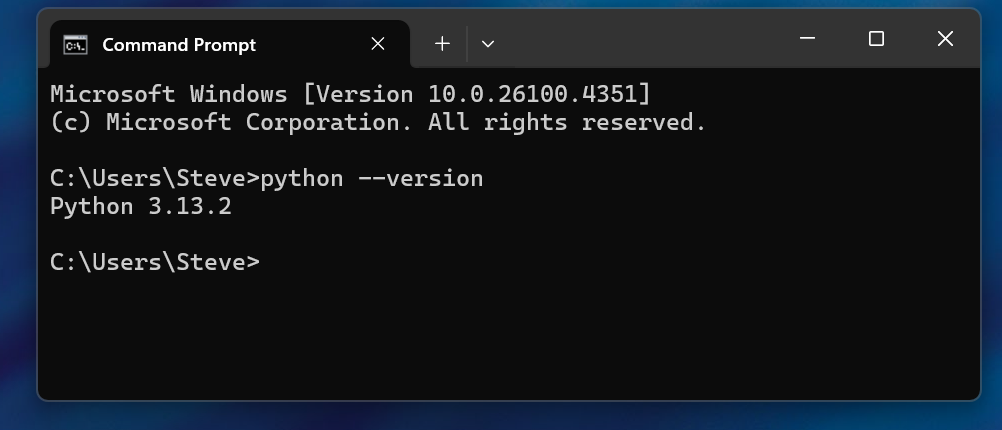 Command Prompt
Microsoft Windows [Version 10.0.26100.4351]
(c) Microsoft Corporation. All rights reserved.
C:\Users\Steve>python --version
Python 3.13.2
C:\Users\Steve>